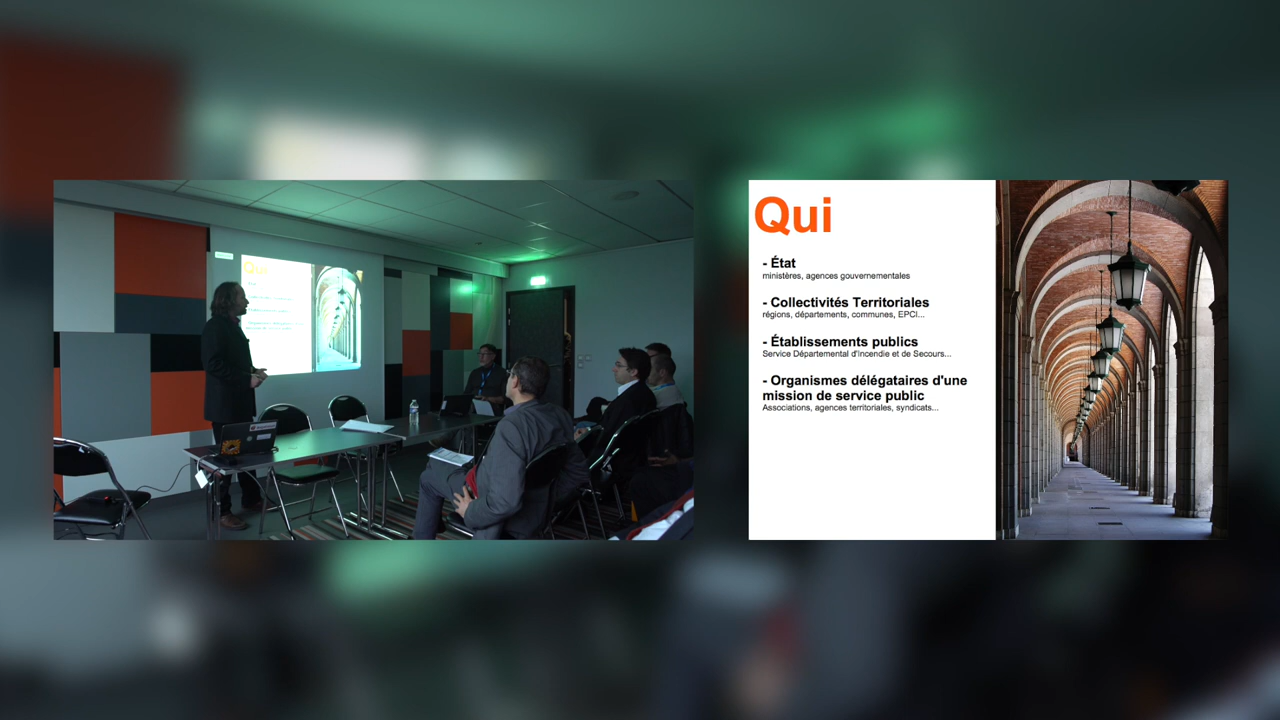 Qui
Qui
- État
ministères, agences gouvernementales
- Collectivités Territoriales
régions, départements, communes, EPCI...
- Établissements publics
Service Départemental d'Incendie et de Secours...
- Organismes délégataires d'une
mission de service public
Associations, agences territoriales, syndicats...